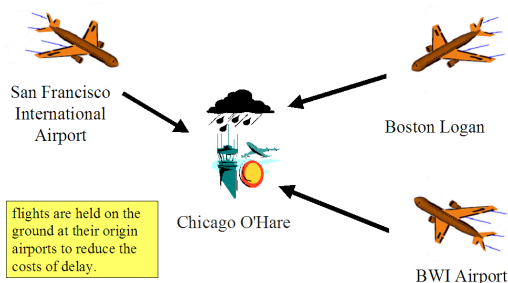 San Francisco
International
Airport
Boston Logan
Chicago O'Hare
flights are held on the
ground at their origin
airports to reduce the
costs of delay.
BWI Airport